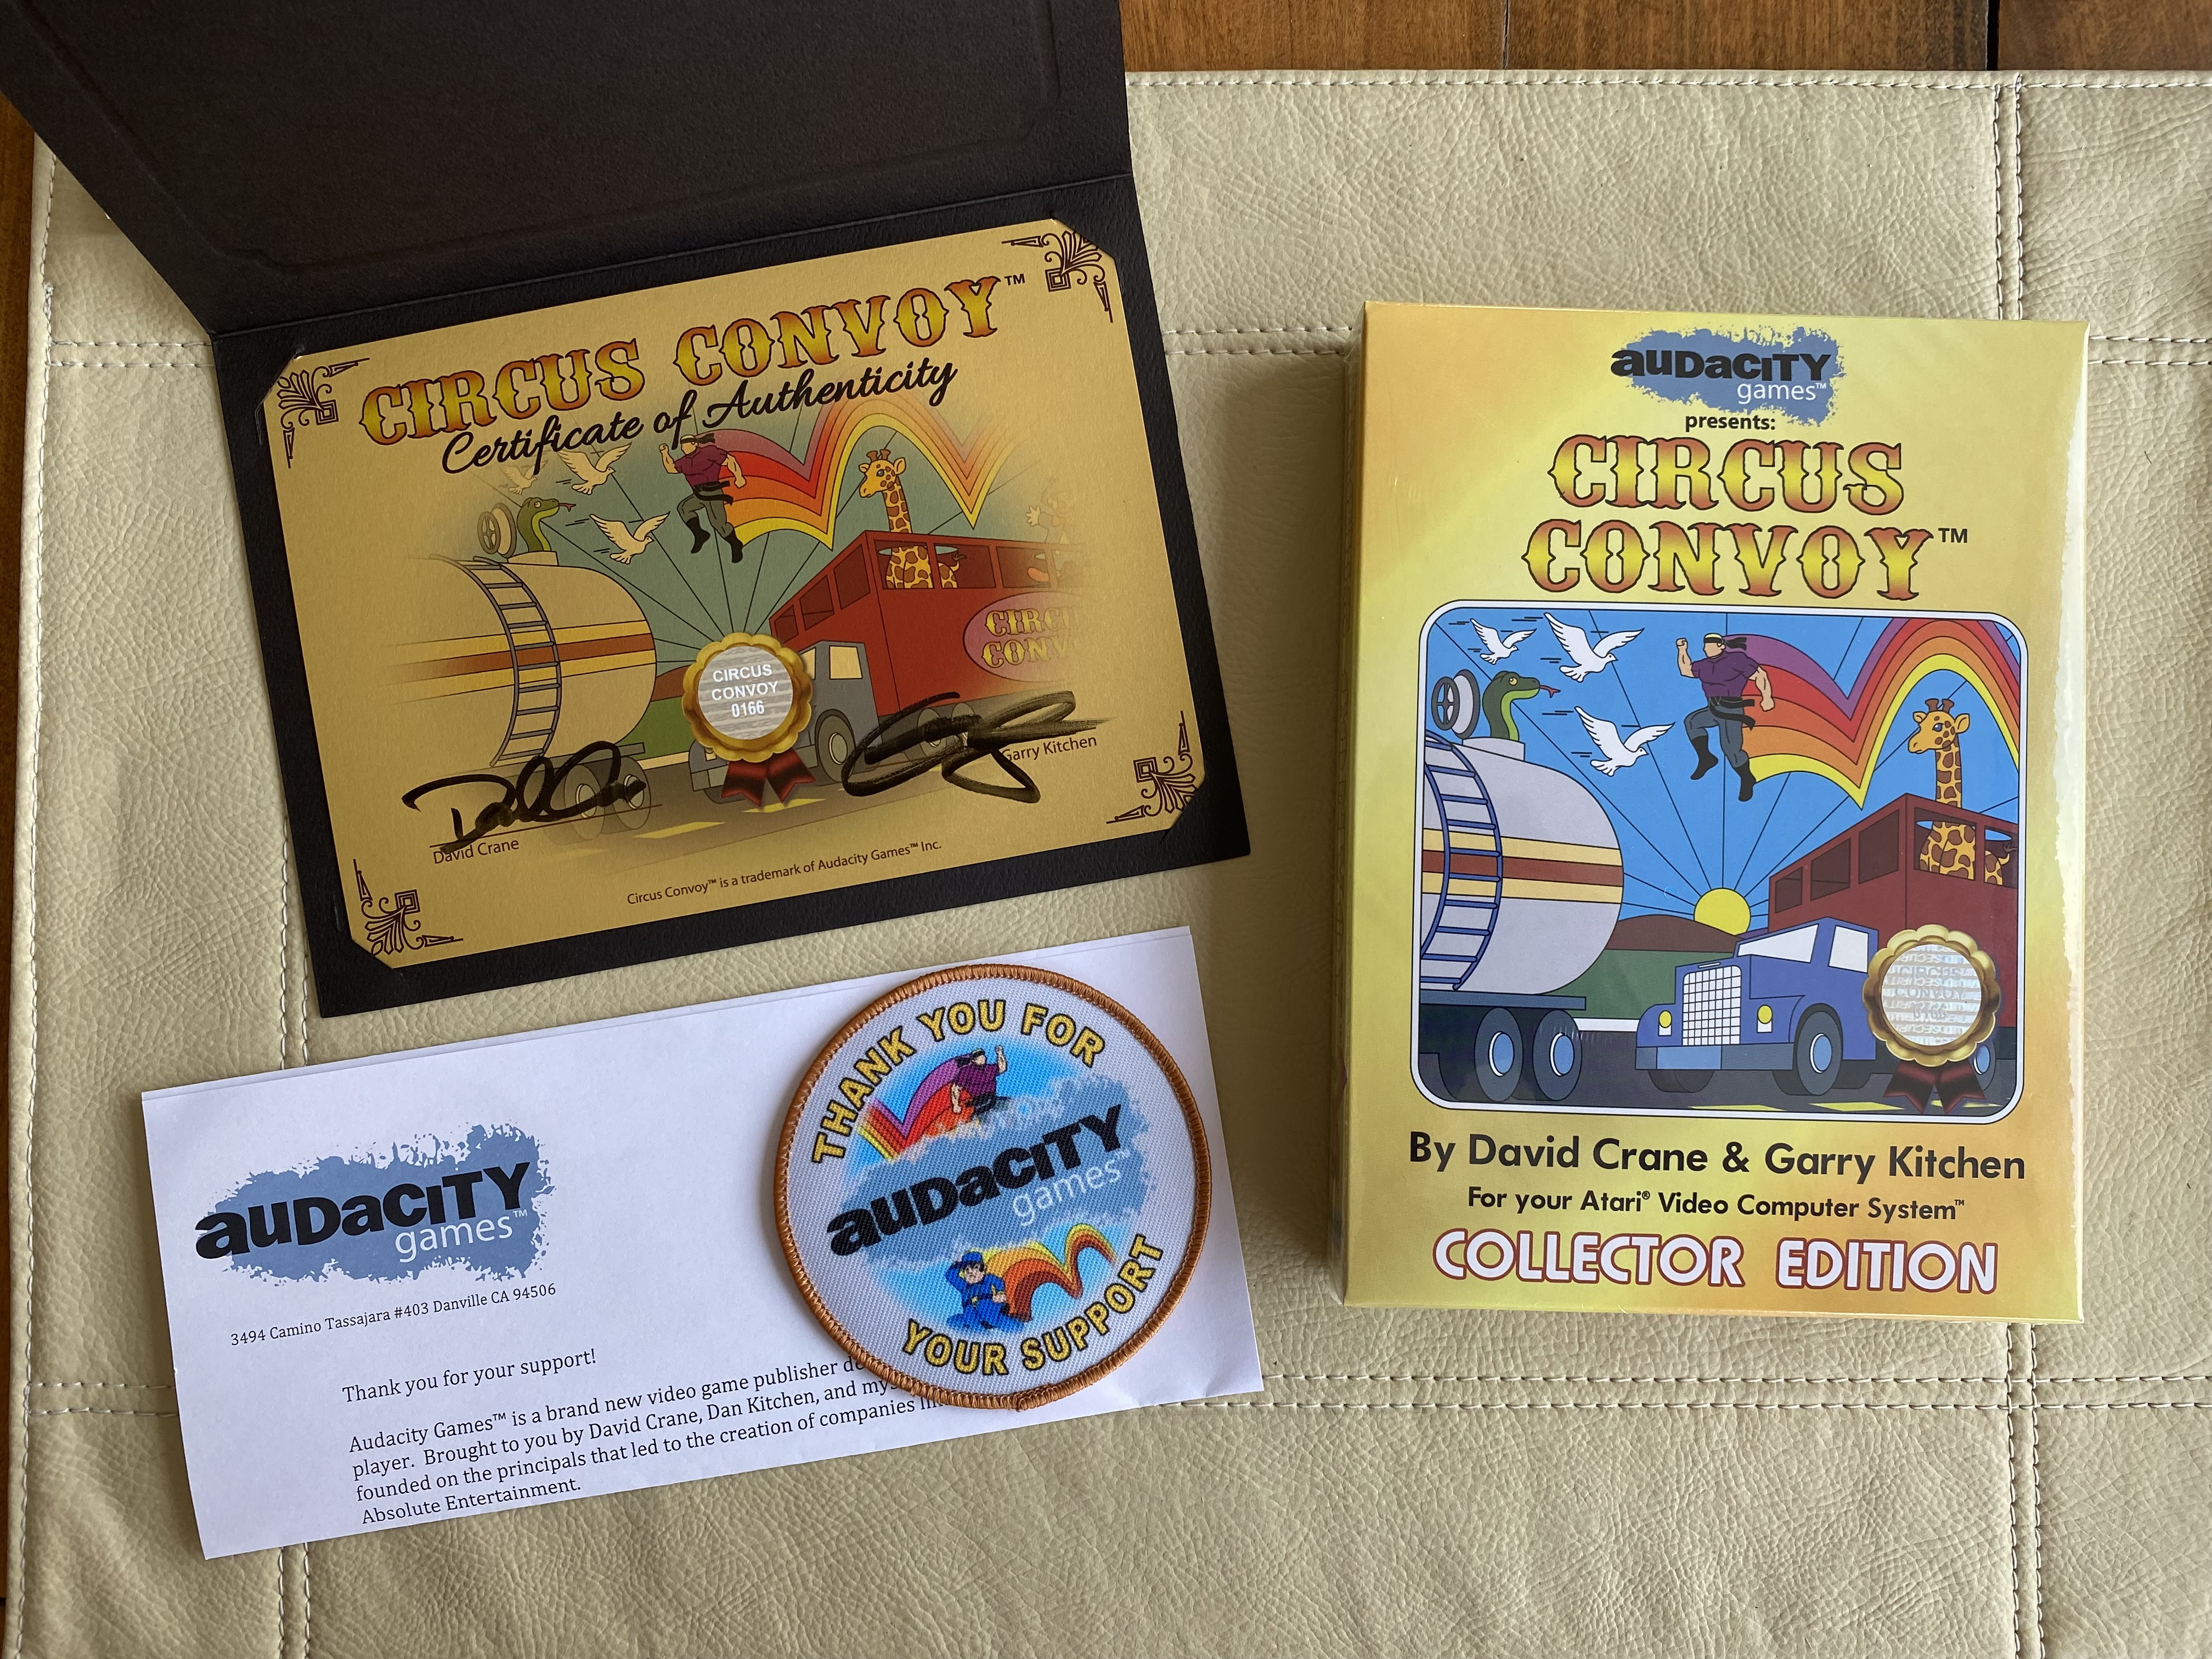 CIRCUS CONVOY™
Certificate of Authenticity
CIRCUS
CONVOY
0166
CIRCU
CONV
David Crane
Garry Kitchen
Circus Convoy™ is a trademark of Audacity Games™ Inc.
auDaCiTY
games™
3494 Camino Tassajara #403 Danville CA 94506
Thank you for your support!
Audacity Games™ is a brand new video game publisher de
player. Brought to you by David Crane, Dan Kitchen, and mys
founded on the principals that led to the creation of companies
Absolute Entertainment.
THANK YOU FOR
auDaCiTY
games™
YOUR SUPPORT
auDaCiTY
games™
presents:
CIRCUS
CONVOY™
CIRCUS
CONVOY
By David Crane & Garry Kitchen
For your Atari® Video Computer System™
COLLECTOR EDITION